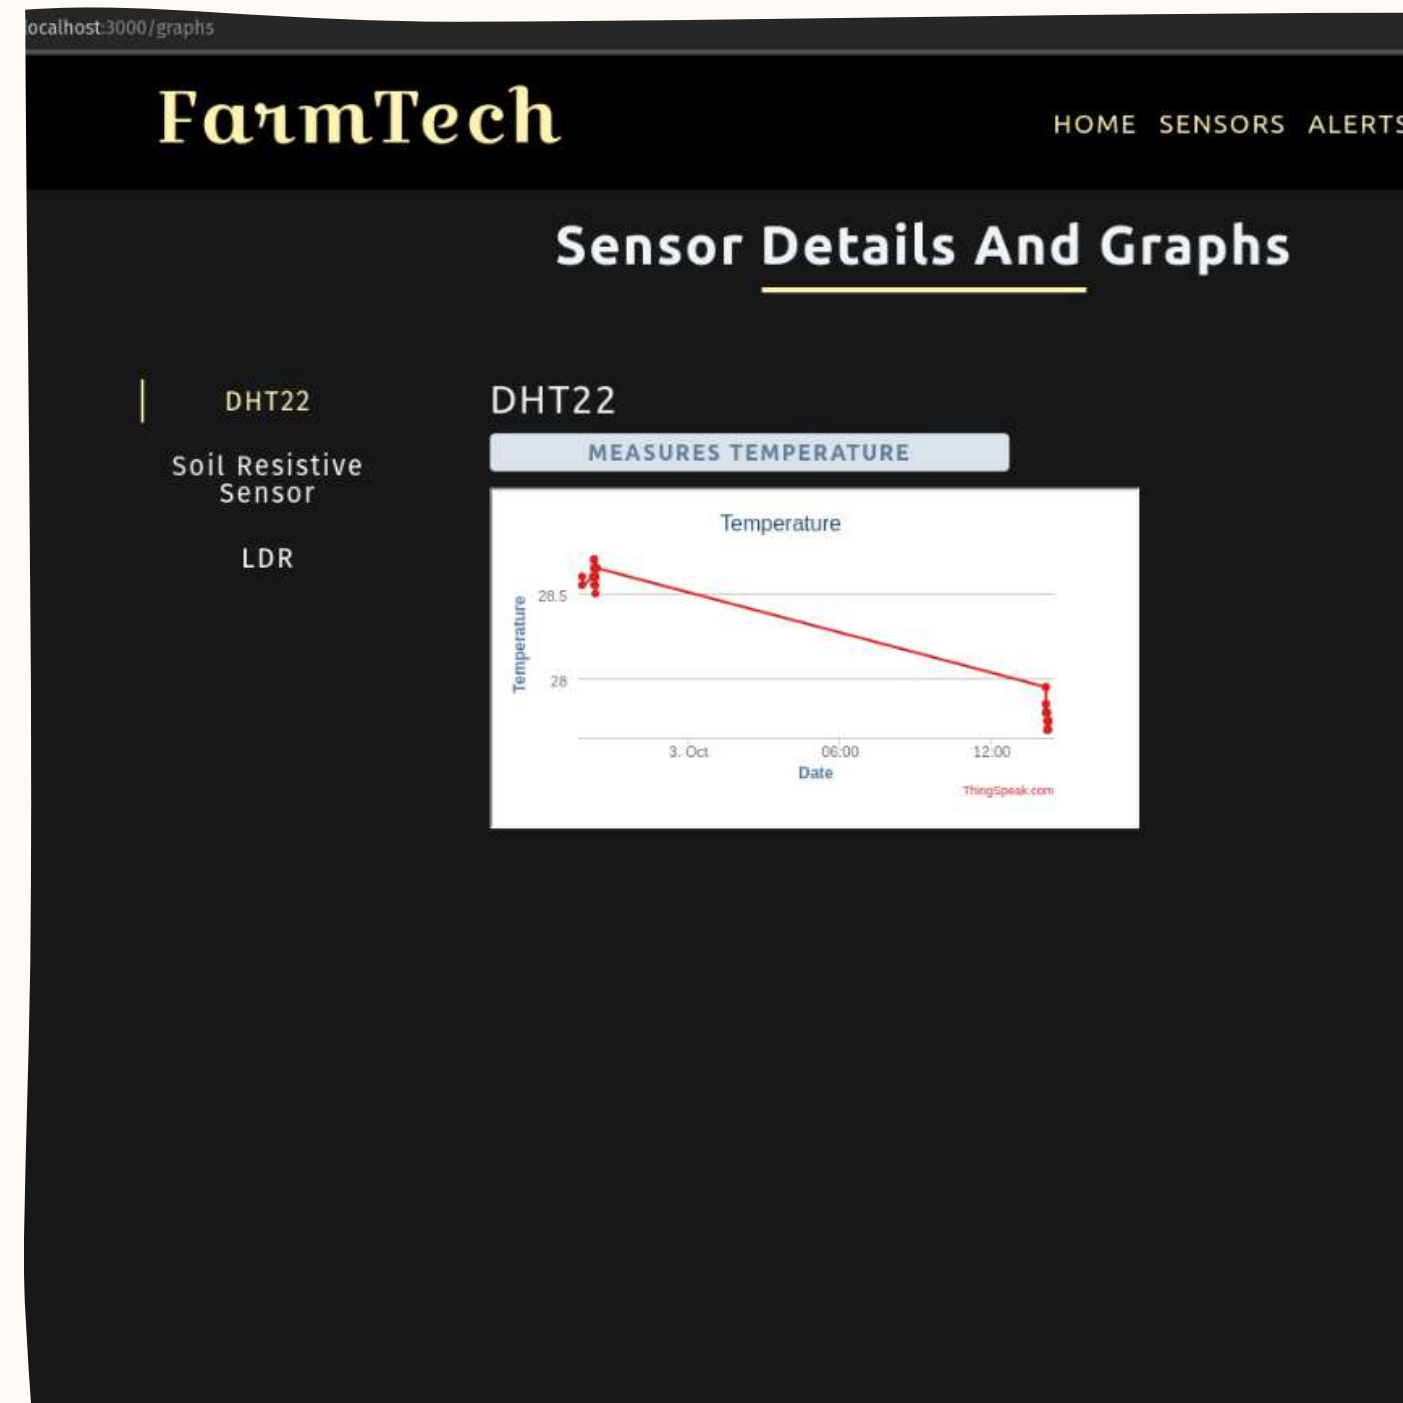 localhost:3000/graphs
FarmTech
HOME SENSORS ALERTS
Sensor Details And Graphs
DHT22
Soil Resistive
Sensor
LDR
DHT22
MEASURES TEMPERATURE
Temperature
Temperature
28.5
28
3. Oct 06:00 12:00
Date
ThingSpeak.com